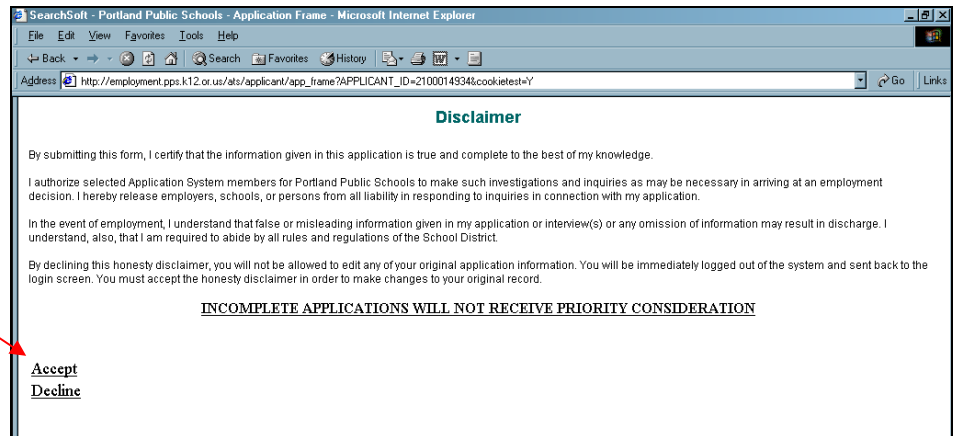 SearchSoft - Portland Public Schools - Application Frame - Microsoft Internet Explorer
File Edit View Favorites Tools Help
Back Search Favorites History
Address http://employment.pps.k12.or.us/ats/applicant/app_frame?APPLICANT_ID=2100014934&cookietest=Y' Go Links
Disclaimer
By submitting this form, I certify that the information given in this application is true and complete to the best of my knowledge.
I authorize selected Application System members for Portland Public Schools to make such investigations and inquiries as may be necessary in arriving at an employment
decision. I hereby release employers, schools, or persons from all liability in responding to inquiries in connection with my application.
In the event of employment, I understand that false or misleading information given in my application or interview(s) or any omission of information may result in discharge. I
understand, also, that I am required to abide by all rules and regulations of the School District.
By declining this honesty disclaimer, you will not be allowed to edit any of your original application information. You will be immediately logged out of the system and sent back to the
login screen. You must accept the honesty disclaimer in order to make changes to your original record.
INCOMPLETE APPLICATIONS WILL NOT RECEIVE PRIORITY CONSIDERATION
Accept
Decline